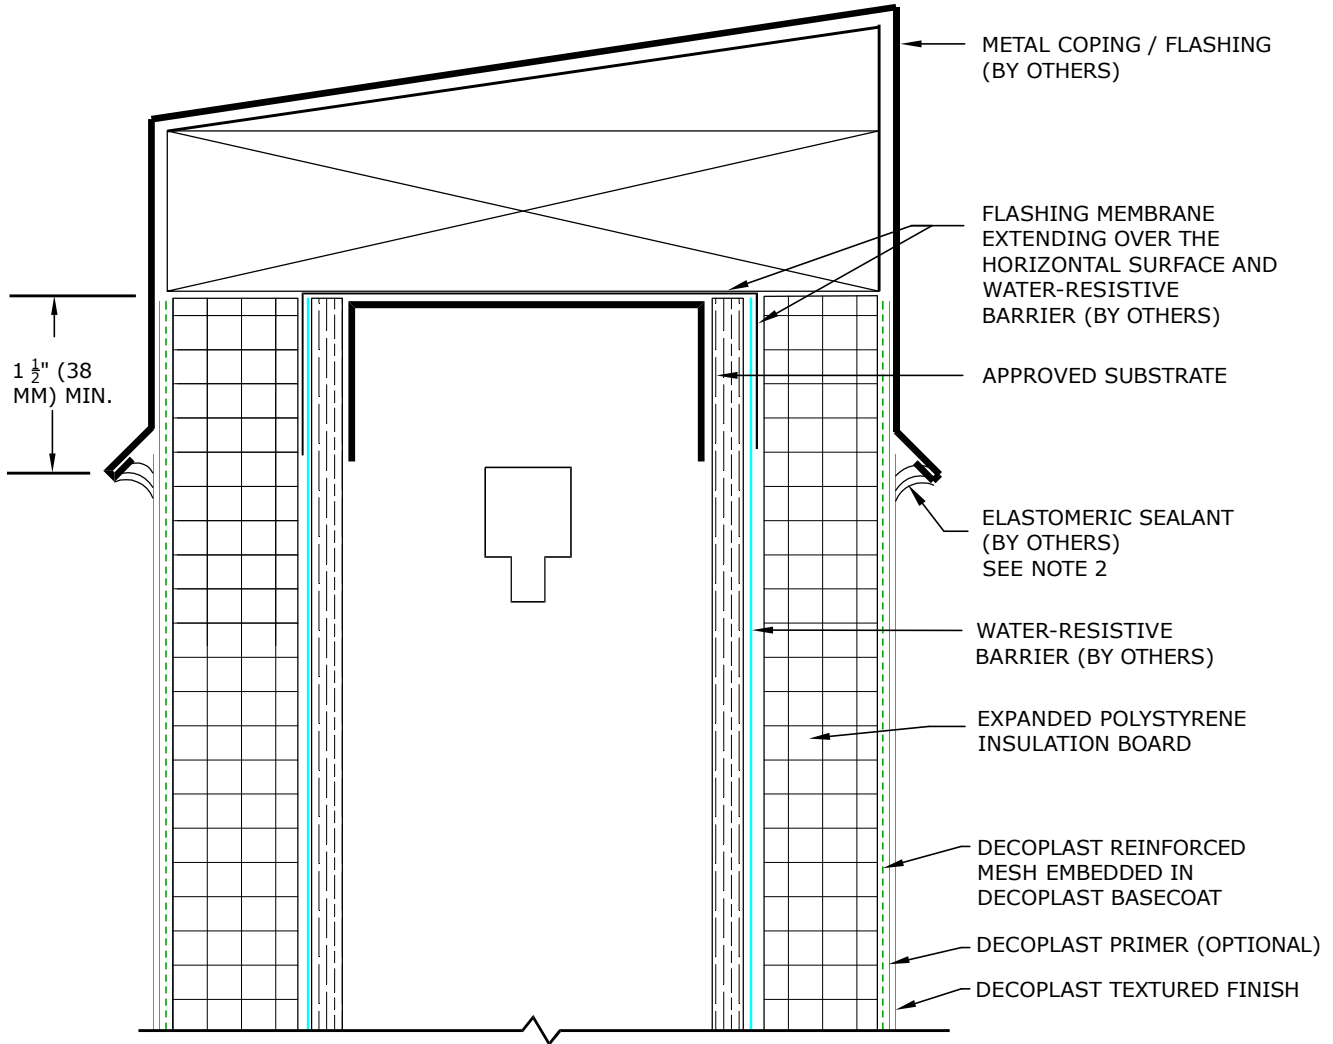 METAL COPING / FLASHING
(BY OTHERS)
FLASHING MEMBRANE
EXTENDING OVER THE
HORIZONTAL SURFACE AND
WATER-RESISTIVE
BARRIER (BY OTHERS)
1 1/2" (38
MM) MIN.
APPROVED SUBSTRATE
ELASTOMERIC SEALANT
(BY OTHERS)
SEE NOTE 2
WATER-RESISTIVE
BARRIER (BY OTHERS)
EXPANDED POLYSTYRENE
INSULATION BOARD
DECOPLAST REINFORCED
MESH EMBEDDED IN
DECOPLAST BASECOAT
DECOPLAST PRIMER (OPTIONAL)
DECOPLAST TEXTURED FINISH